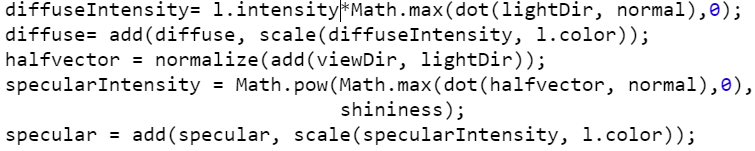 diffuseIntensity= l.intensity*Math.max(dot(lightDir, normal),0);
diffuse= add(diffuse, scale(diffuseIntensity, l.color));
halfvector = normalize(add(viewDir, lightDir));
specularIntensity = Math.pow(Math.max(dot(halfvector, normal),0),
shininess);
specular = add(specular, scale(specularIntensity, l.color));